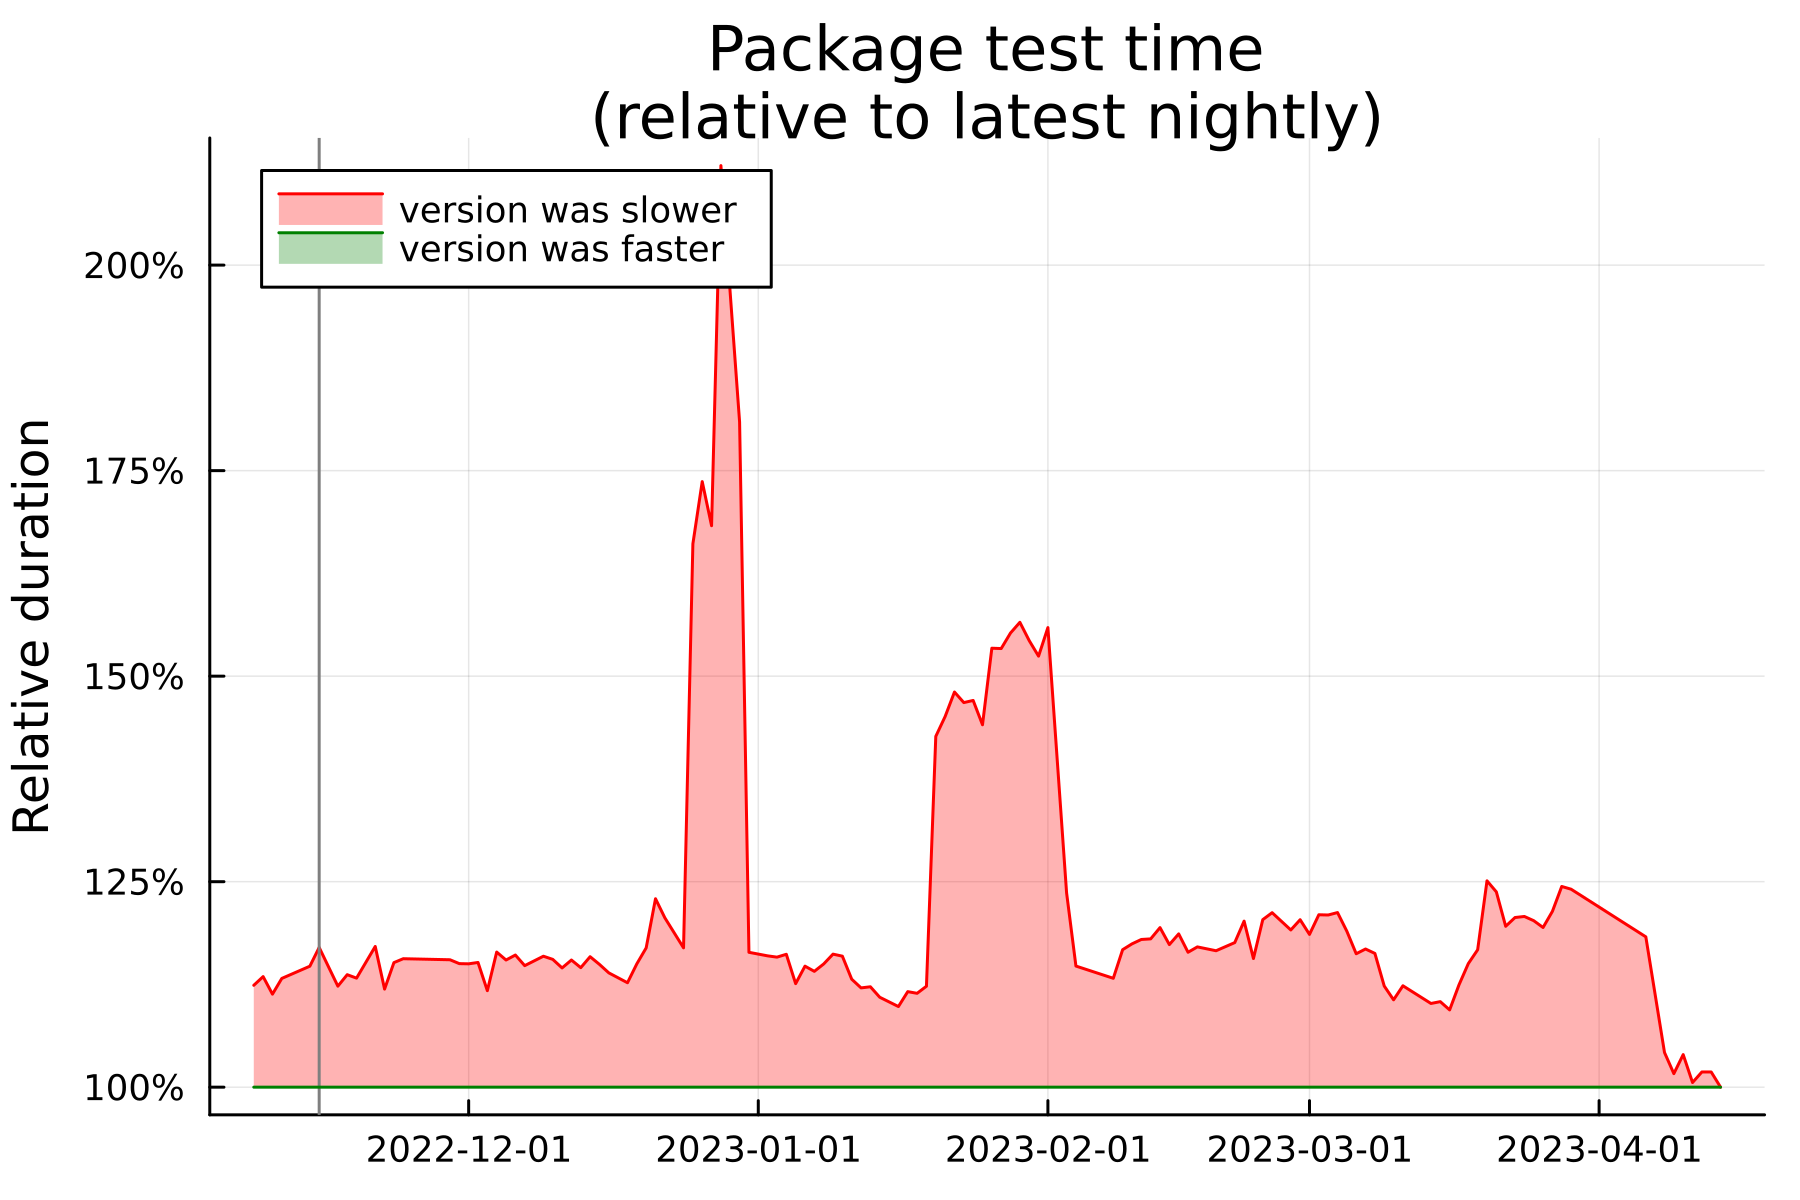 Package test time
(relative to latest nightly)
version was slower
version was faster
Relative duration
200%
175%
150%
125%
100%
2022-12-01
2023-01-01
2023-02-01
2023-03-01
2023-04-01